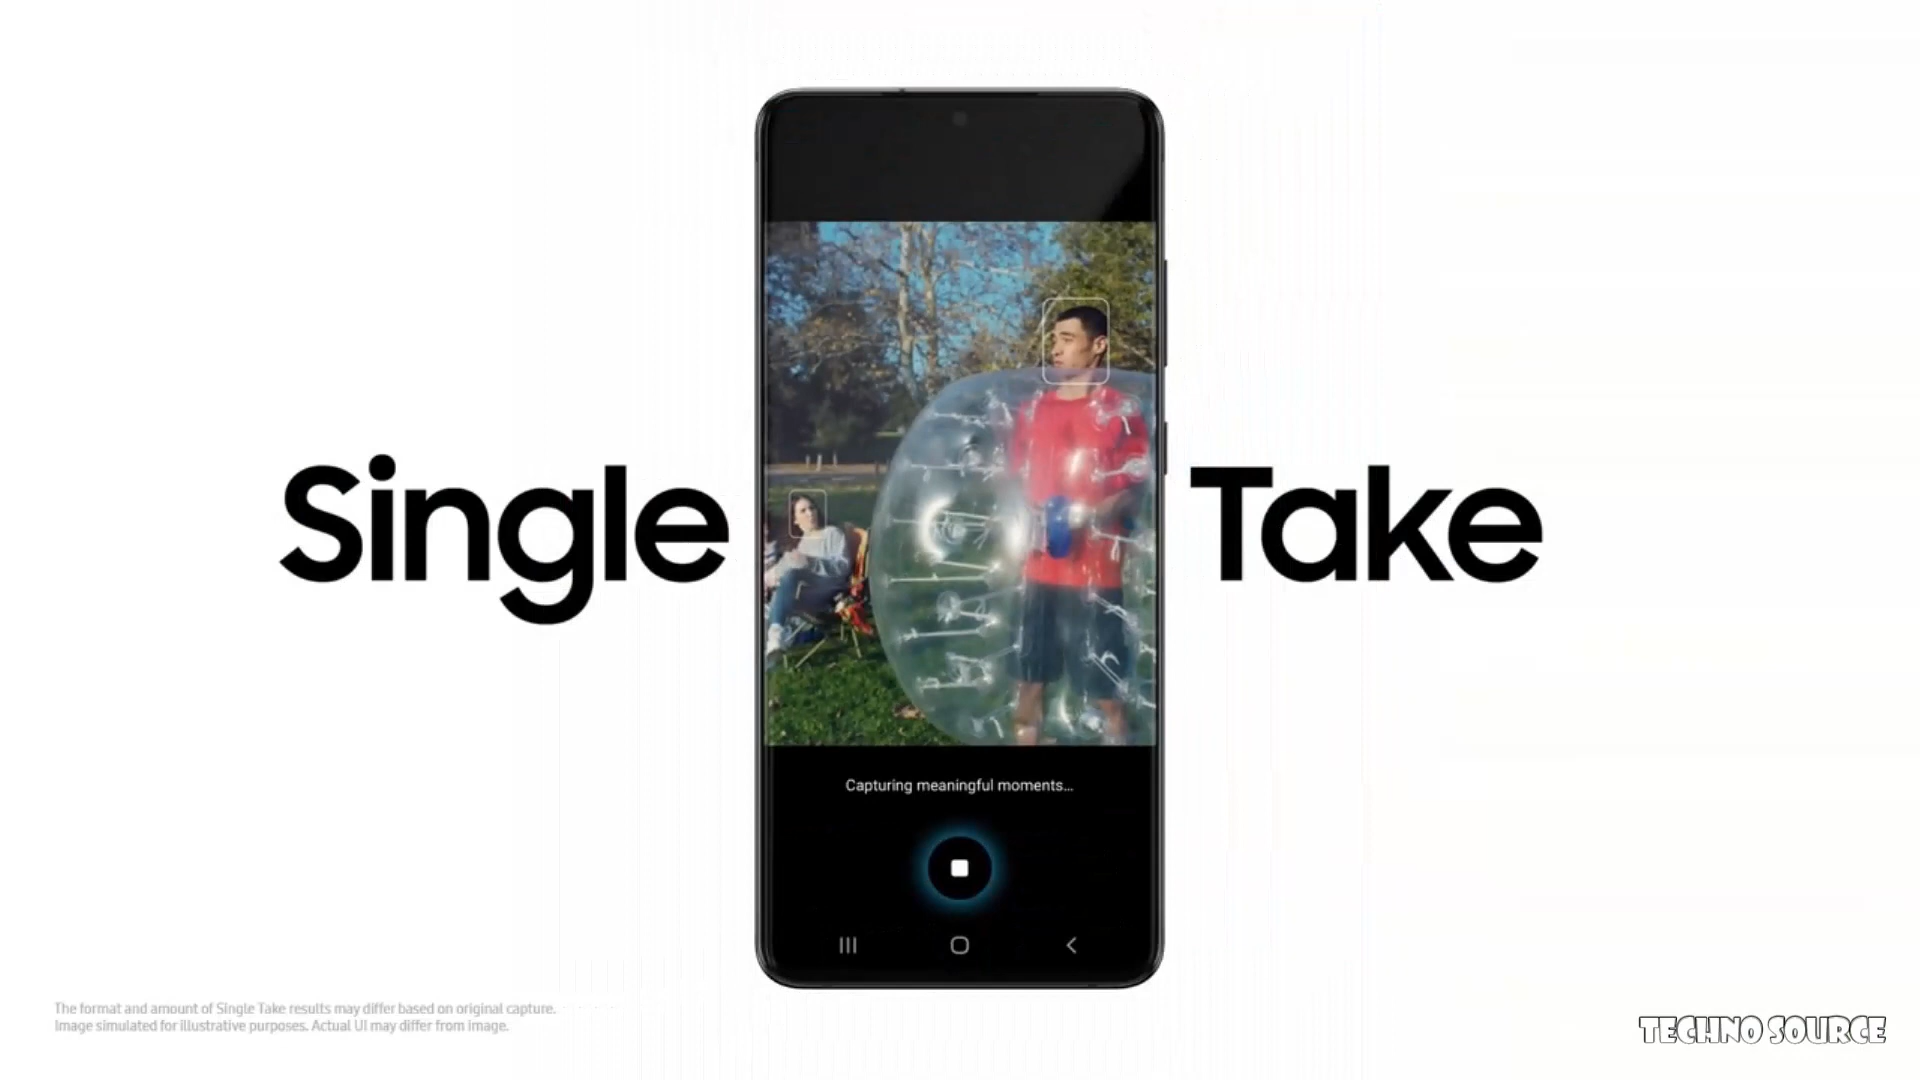 Single Take
Capturing meaningful moments...
The format and amount of Single Take results may differ based on original capture.
Image simulated for illustrative purposes. Actual UI may differ from image.
TECHNO SOURCE